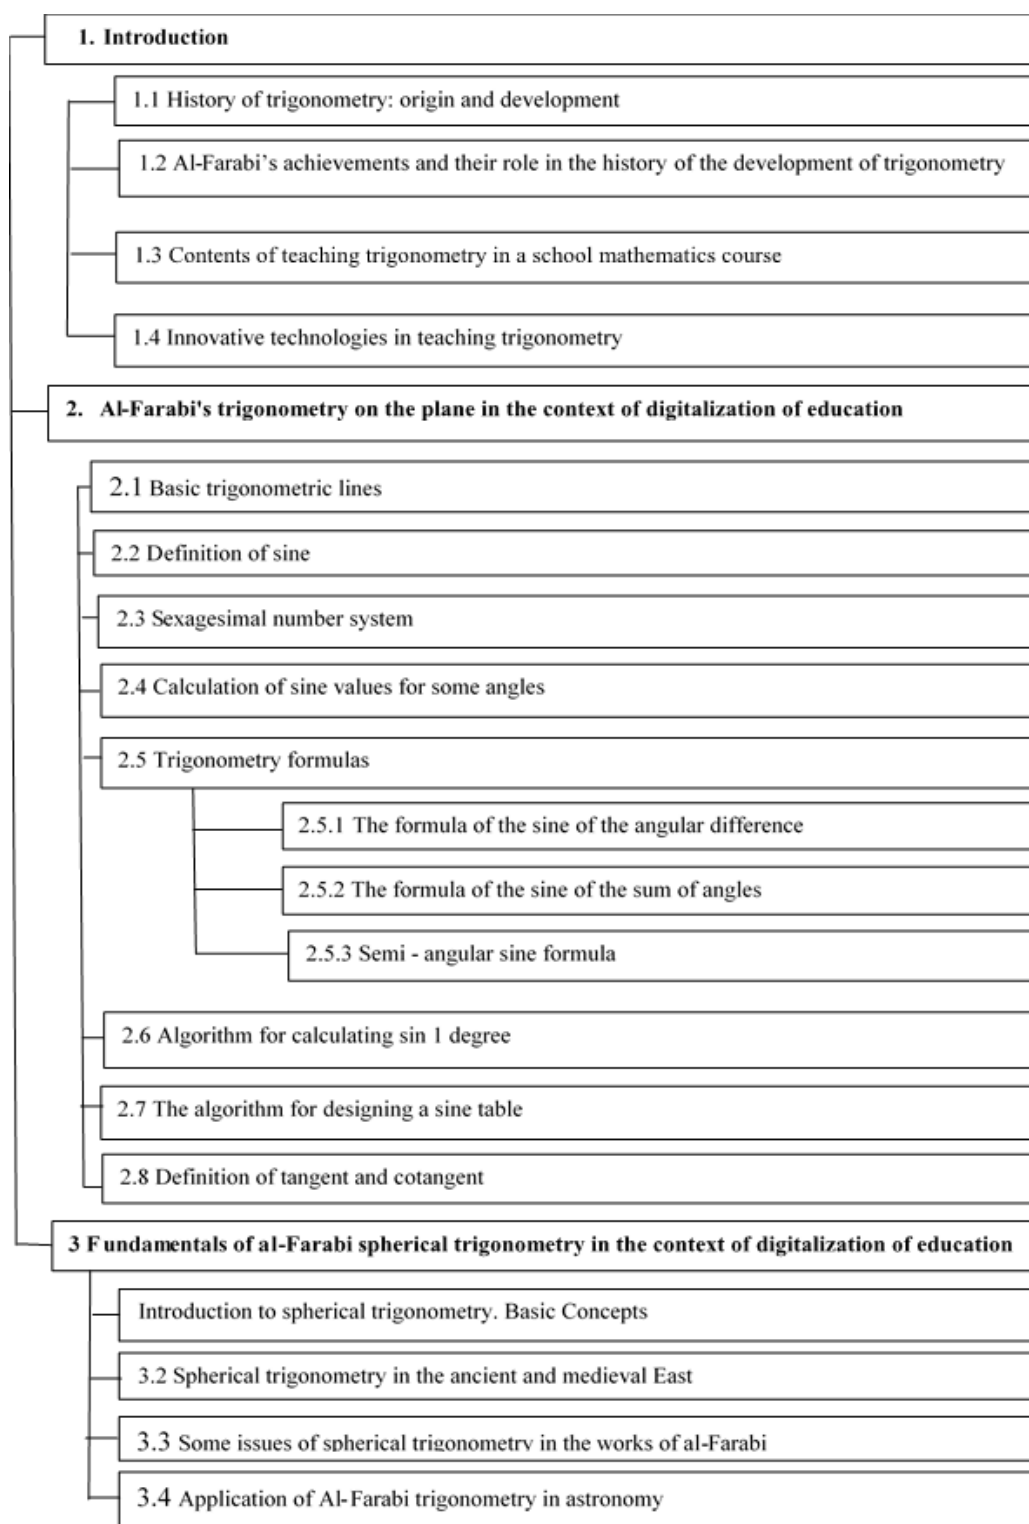 1. Introduction
1.1 History of trigonometry: origin and development
1.2 Al-Farabi’s achievements and their role in the history of the development of trigonometry
1.3 Contents of teaching trigonometry in a school mathematics course
1.4 Innovative technologies in teaching trigonometry
2. Al-Farabi's trigonometry on the plane in the context of digitalization of education
2.1 Basic trigonometric lines
2.2 Definition of sine
2.3 Sexagesimal number system
2.4 Calculation of sine values for some angles
2.5 Trigonometry formulas
2.5.1 The formula of the sine of the angular difference
2.5.2 The formula of the sine of the sum of angles
2.5.3 Semi - angular sine formula
2.6 Algorithm for calculating sin 1 degree
2.7 The algorithm for designing a sine table
2.8 Definition of tangent and cotangent
3 Fundamentals of al-Farabi spherical trigonometry in the context of digitalization of education
Introduction to spherical trigonometry. Basic Concepts
3.2 Spherical trigonometry in the ancient and medieval East
3.3 Some issues of spherical trigonometry in the works of al-Farabi
3.4 Application of Al-Farabi trigonometry in astronomy